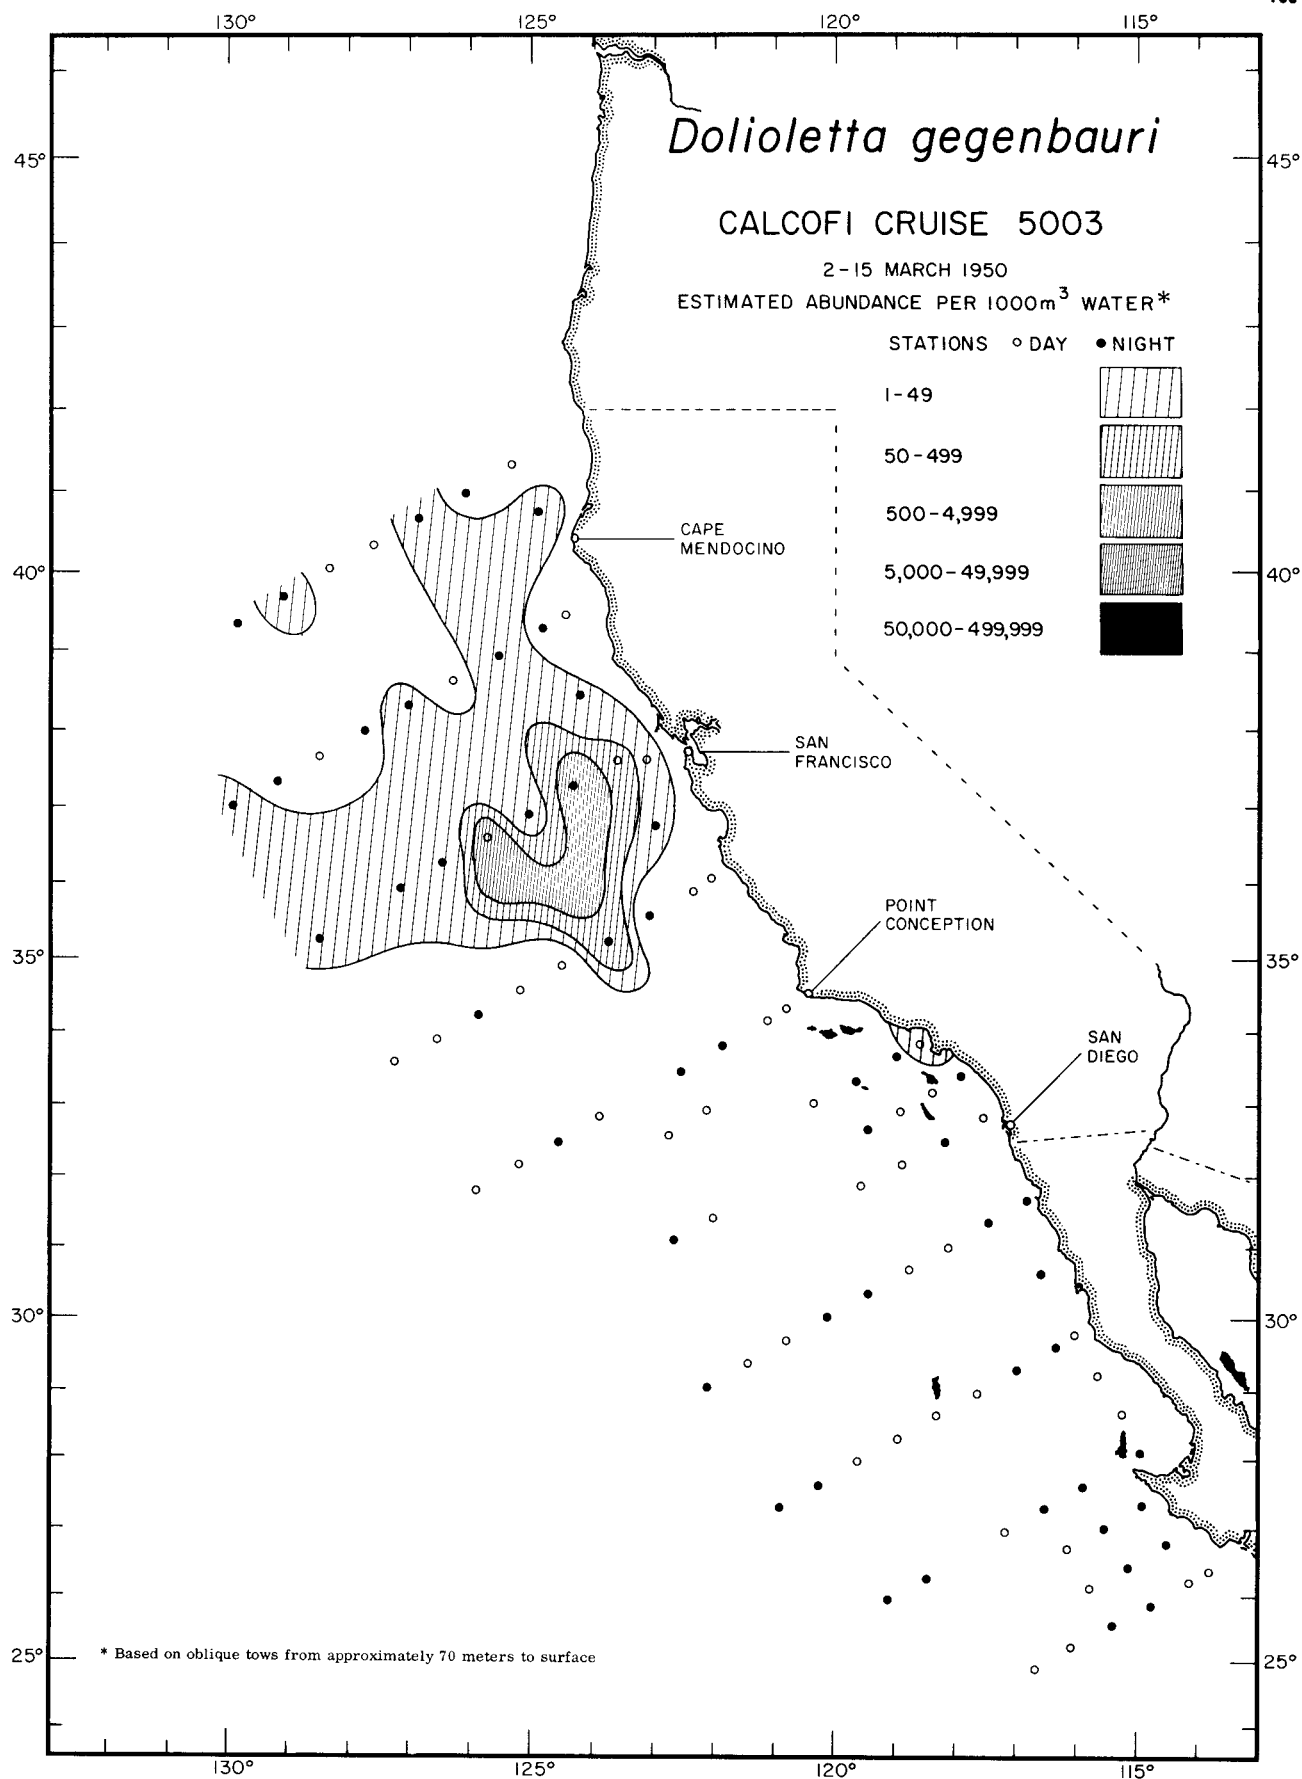 130° 125° 120° 115°
Dolioletta gegenbauri
45° 45°
CALCOFI CRUISE 5003
2-15 MARCH 1950
ESTIMATED ABUNDANCE PER 1000m³ WATER*
STATIONS ○ DAY ● NIGHT
1-49
50-499
500-4,999
5,000-49,999
50,000-499,999
CAPE
MENDOCINO
40° 40°
SAN
FRANCISCO
POINT
CONCEPTION
35° 35°
SAN
DIEGO
30° 30°
25° 25°
* Based on oblique tows from approximately 70 meters to surface
130° 125° 120° 115°